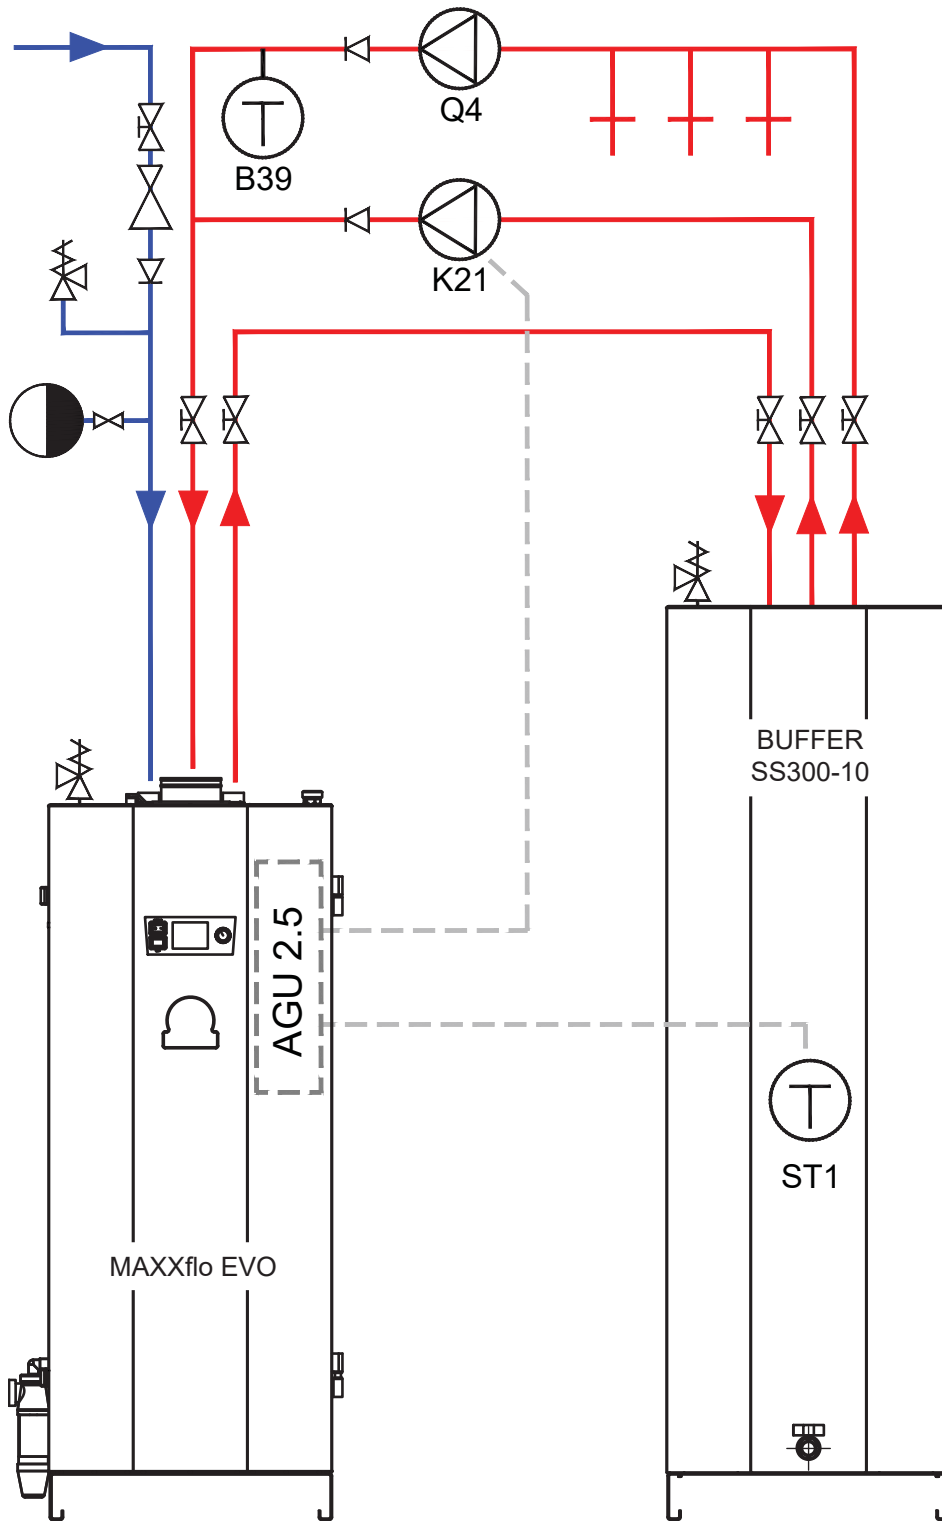 Q4
B39
K21
BUFFER
SS300-10
AGU 2.5
ST1
MAXXflo EVO